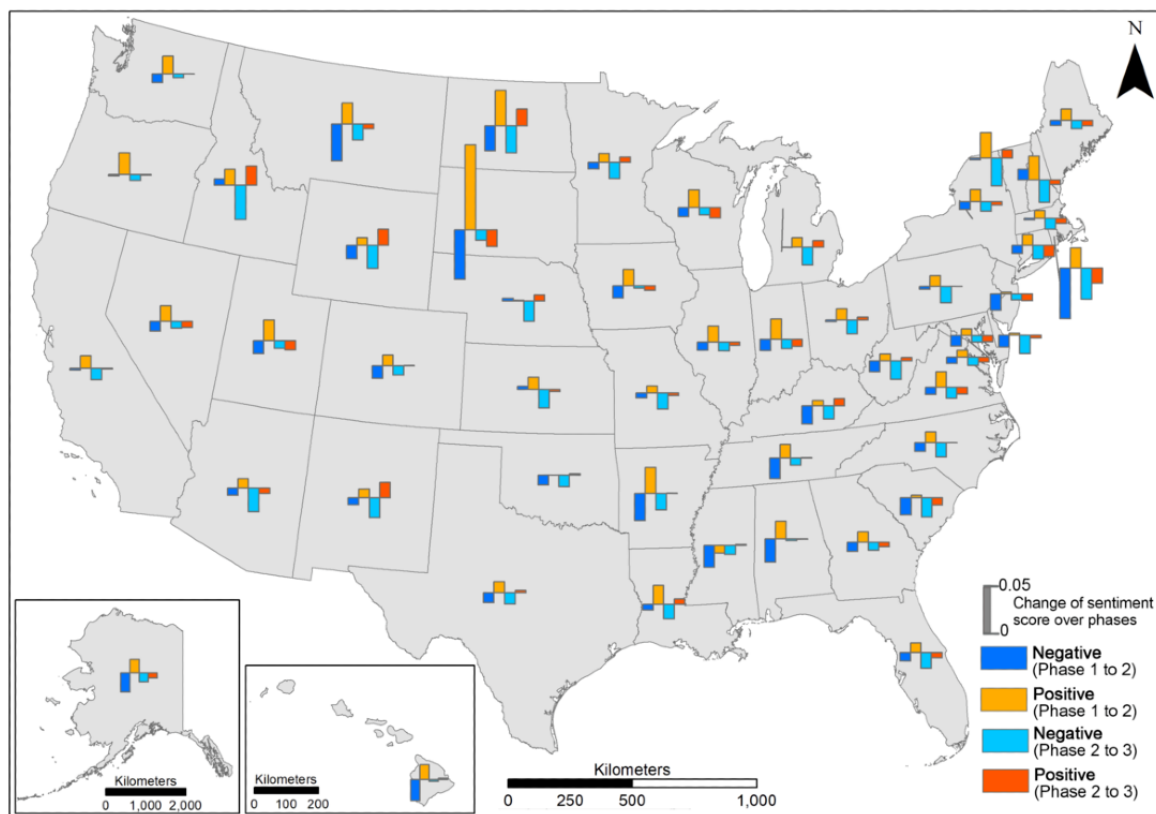 N
0.05
Change of sentiment
score over phases
0
Negative
(Phase 1 to 2)
Positive
(Phase 1 to 2)
Negative
(Phase 2 to 3)
Positive
(Phase 2 to 3)
Kilometers
0 1,000 2,000
Kilometers
0 100 200
Kilometers
0 250 500 1,000